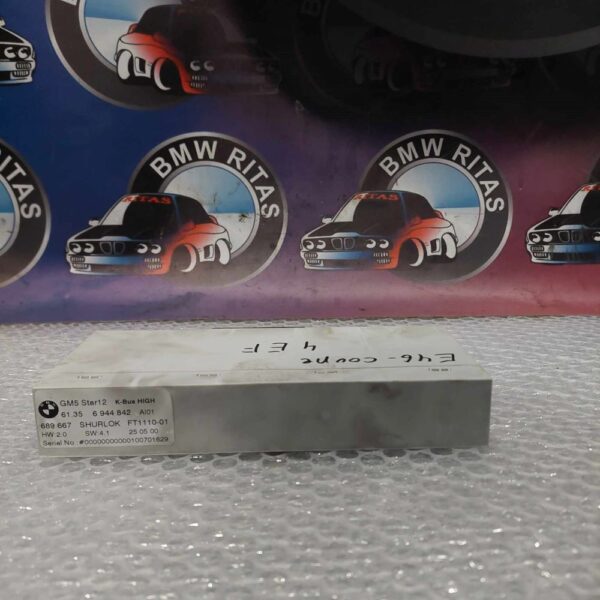 BMW RITAS
RITAS
BMW RITAS
RITAS
RITAS
E46-coupe
4 EF
GM5 Star12 K-Bus HIGH
61.35 6 944 842 AI01
689 667 SHURLOK FT1110-01
HW 2.0 SW 4.1 25 05 00
Serial.No #00000000000100701629